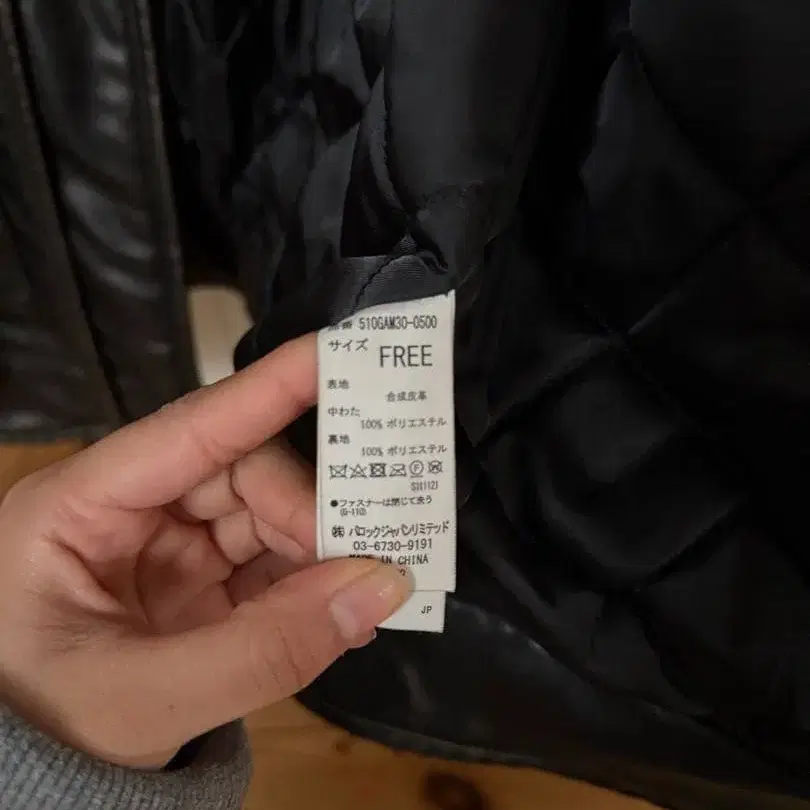 品番 510GAM30-0500
サイズ FREE
表地
合成皮革
中わた
100% ポリエステル
裏地
100% ポリエステル
S111121
●ファスナーは閉じて洗う
(G-110)
㈱ バロックジャパンリミテッド
03-6730-9191
MADE IN CHINA
JP